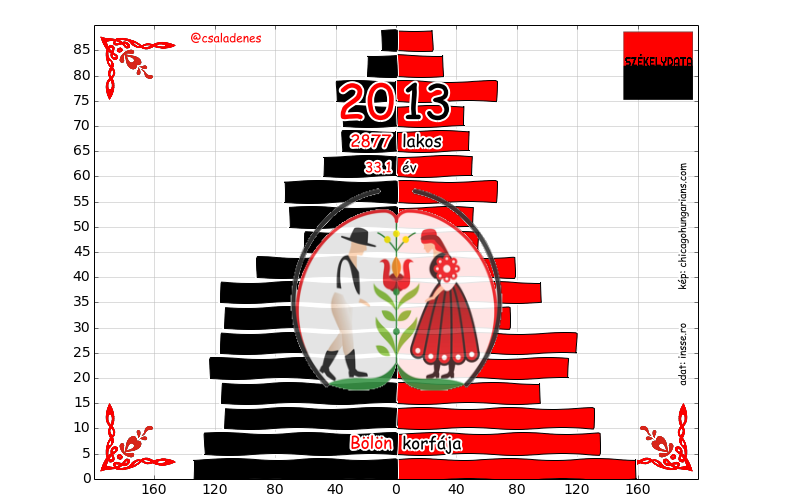 @csaladenes
SZÉKELYDATA
2013
2877 lakos
33.1 év
kép: chicagohungarians.com
adat: insse.ro
Bölön korfája
85
80
75
70
65
60
55
50
45
40
35
30
25
20
15
10
5
0
160 120 80 40 0 40 80 120 160